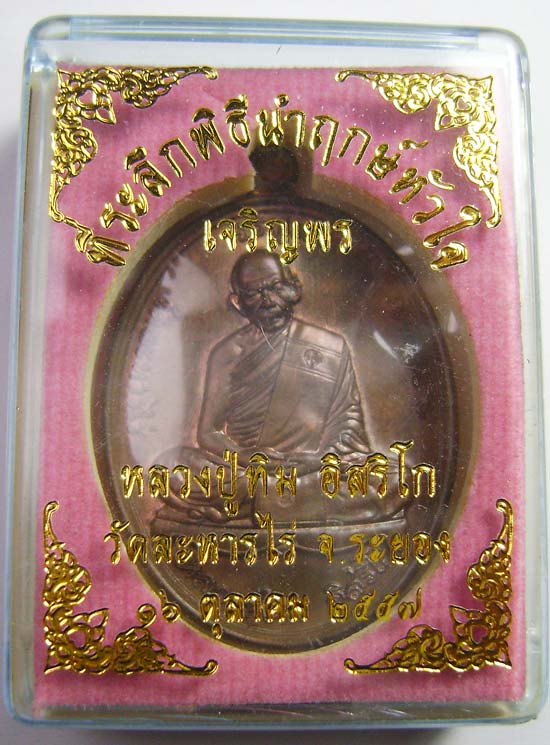 ที่ระลึกพิธีนำฤกษ์หัวใจ
เจริญพร
หลวงปู่ทิม อิสริโก
วัดละหารไร่ จ.ระยอง
๑๖ ตุลาคม ๒๕๕๗